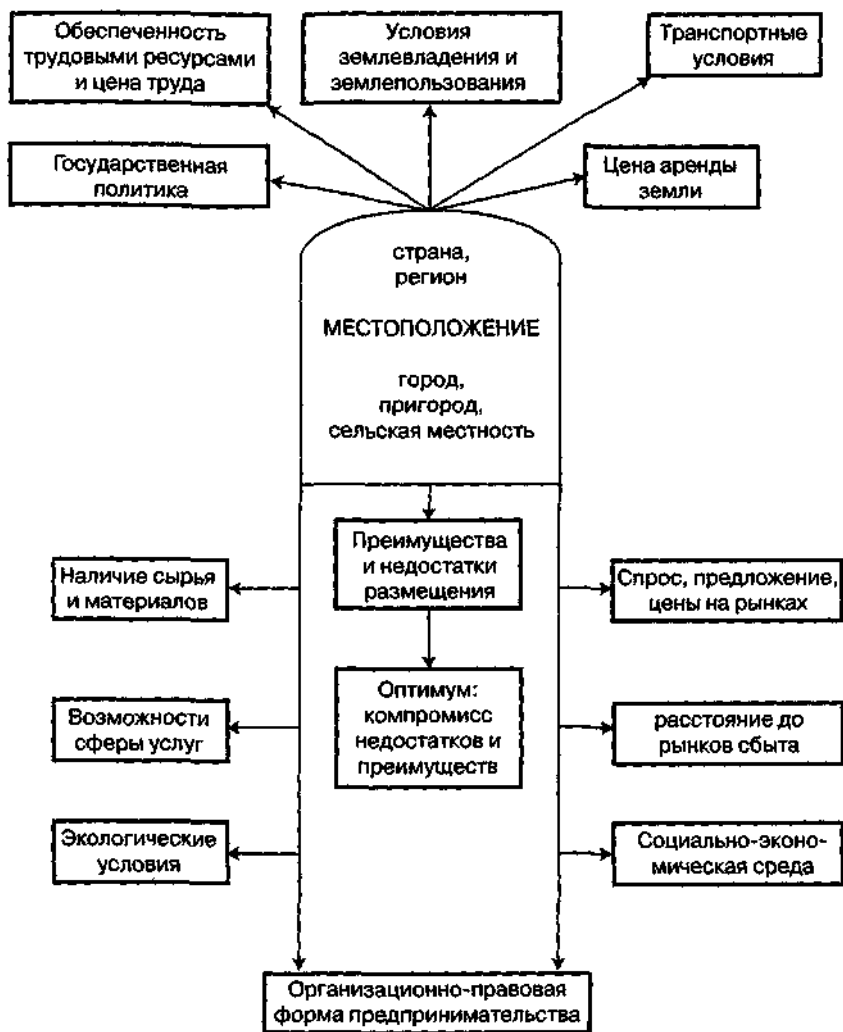 Обеспеченность
трудовыми ресурсами
и цена труда
Условия
землевладения и
землепользования
Транспортные
условия
Государственная
политика
Цена аренды
земли
страна,
регион
МЕСТОПОЛОЖЕНИЕ
город,
пригород,
сельская местность
Преимущества
и недостатки
размещения
Наличие сырья
и материалов
Спрос, предложение,
цены на рынках
Оптимум:
компромисс
недостатков и
преимуществ
Возможности
сферы услуг
расстояние до
рынков сбыта
Экологические
условия
Социально-эконо-
мическая среда
Организационно-правовая
форма предпринимательства